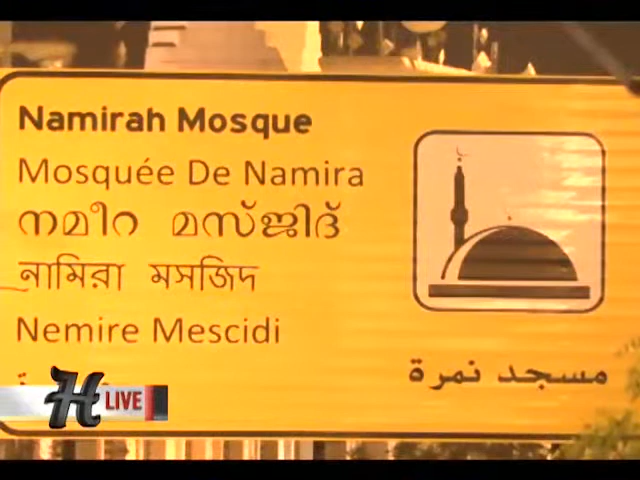 Namirah Mosque
Mosquée De Namira
നമീറ മസ്ജിദ്
নামিরা মসজিদ
Nemire Mescidi
مسجد نمرة
H LIVE